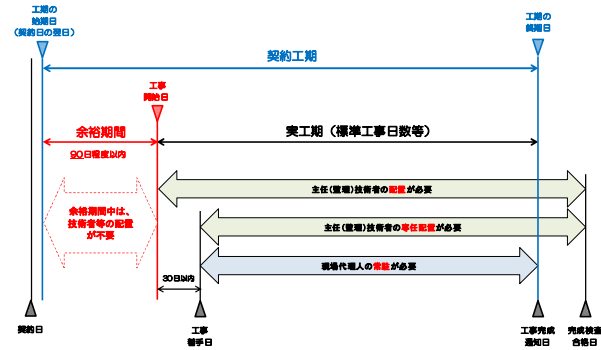 工期の
始期日
（契約日の翌日）
工期の
終期日
契約工期
工事
開始日
余裕期間
実工期（標準工事日数等）
90日程度以内
主任(監理)技術者の配置が必要
余裕期間中は、
技術者等の配置
が不要
主任(監理)技術者の専任配置が必要
現場代理人の常駐が必要
30日以内
契約日
工事
着手日
工事完成
通知日
完成検査
合格日